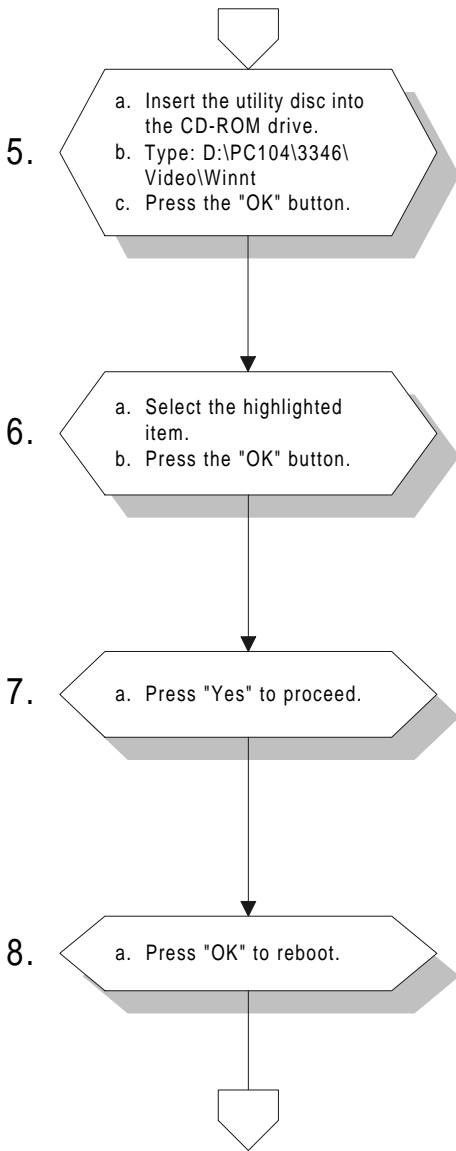 5.
a. Insert the utility disc into
the CD-ROM drive.
b. Type: D:\PC104\3346\
Video\Winnt
c. Press the "OK" button.
6.
a. Select the highlighted
item.
b. Press the "OK" button.
7.
a. Press "Yes" to proceed.
8.
a. Press "OK" to reboot.